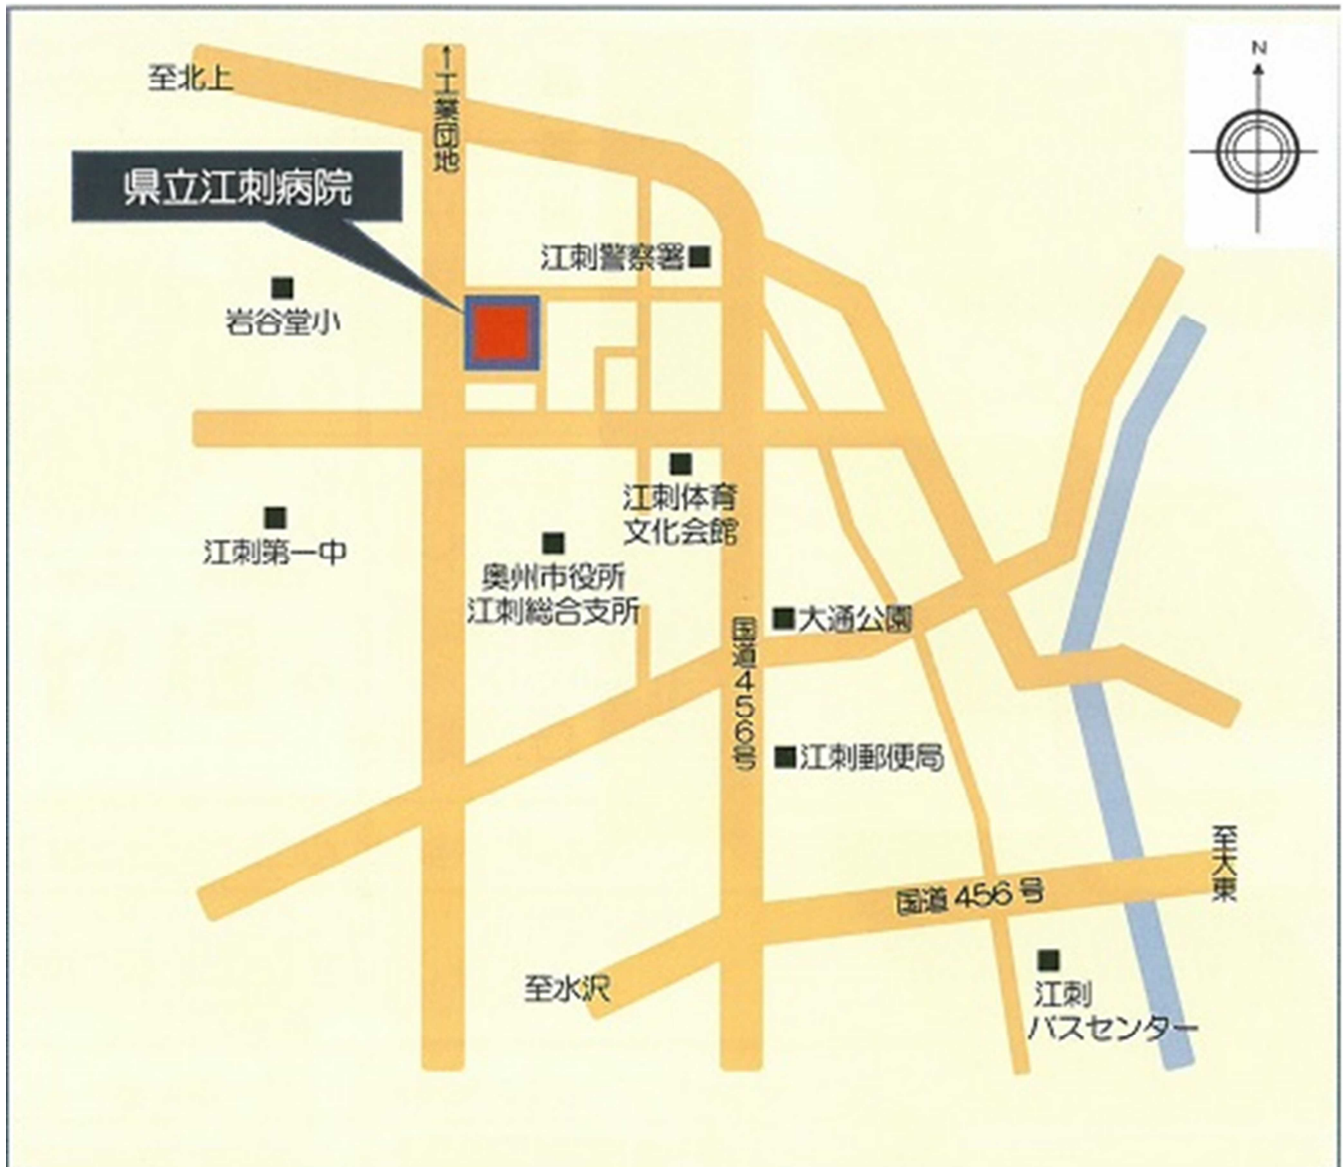 N
至北上
↑工業団地
県立江刺病院
江刺警察署
岩谷堂小
江刺体育
文化会館
江刺第一中
奥州市役所
江刺総合支所
大通公園
国道456号
江刺郵便局
至大東
国道456号
至水沢
江刺
バスセンター